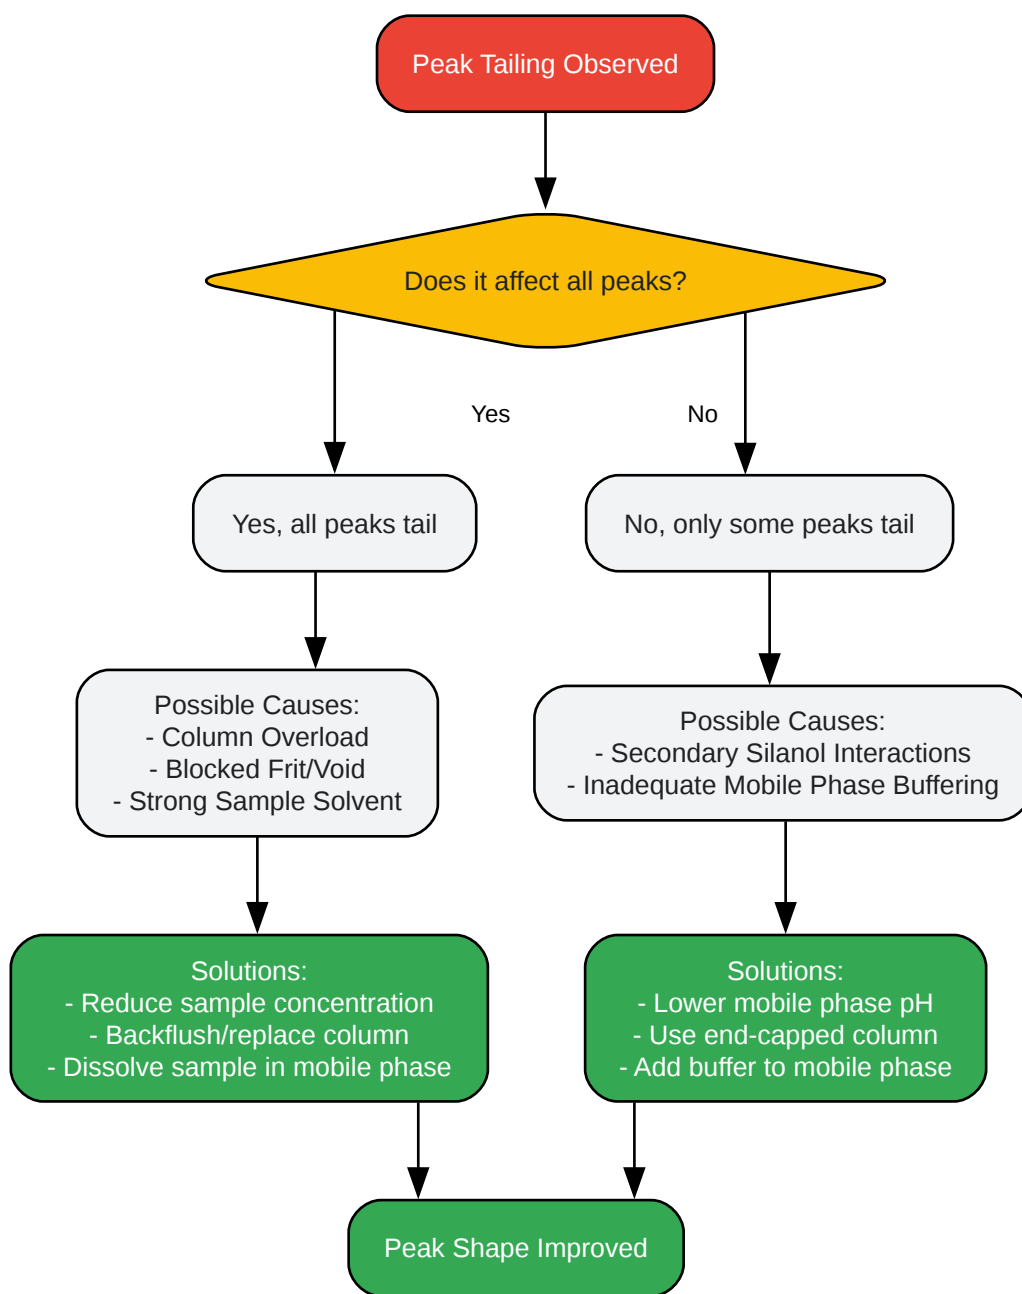 Peak Tailing Observed
Does it affect all peaks?
Yes
No
Yes, all peaks tail
No, only some peaks tail
Possible Causes:
- Column Overload
- Blocked Frit/Void
- Strong Sample Solvent
Possible Causes:
- Secondary Silanol Interactions
- Inadequate Mobile Phase Buffering
Solutions:
- Reduce sample concentration
- Backflush/replace column
- Dissolve sample in mobile phase
Solutions:
- Lower mobile phase pH
- Use end-capped column
- Add buffer to mobile phase
Peak Shape Improved